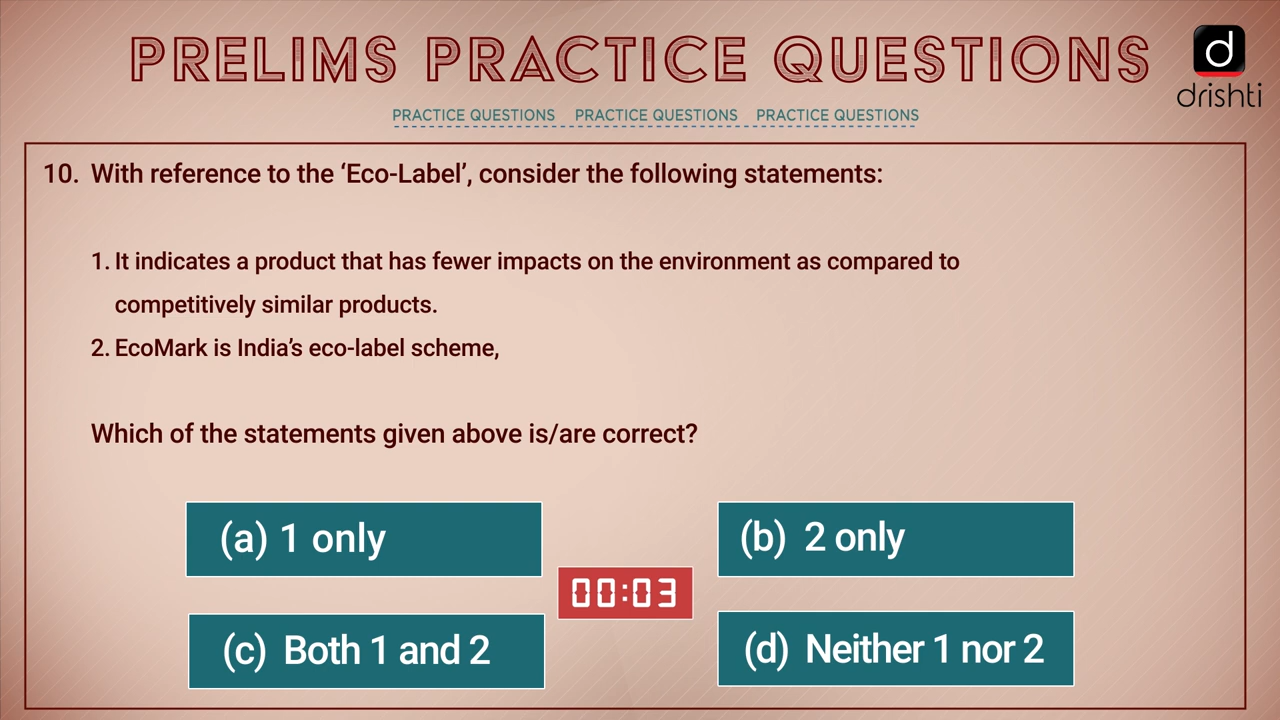 PRELIMS PRACTICE QUESTIONS
d
drishti
PRACTICE QUESTIONS PRACTICE QUESTIONS PRACTICE QUESTIONS
10. With reference to the ‘Eco-Label’, consider the following statements:
1. It indicates a product that has fewer impacts on the environment as compared to
competitively similar products.
2. EcoMark is India’s eco-label scheme,
Which of the statements given above is/are correct?
(a) 1 only
(b) 2 only
00:03
(c) Both 1 and 2
(d) Neither 1 nor 2